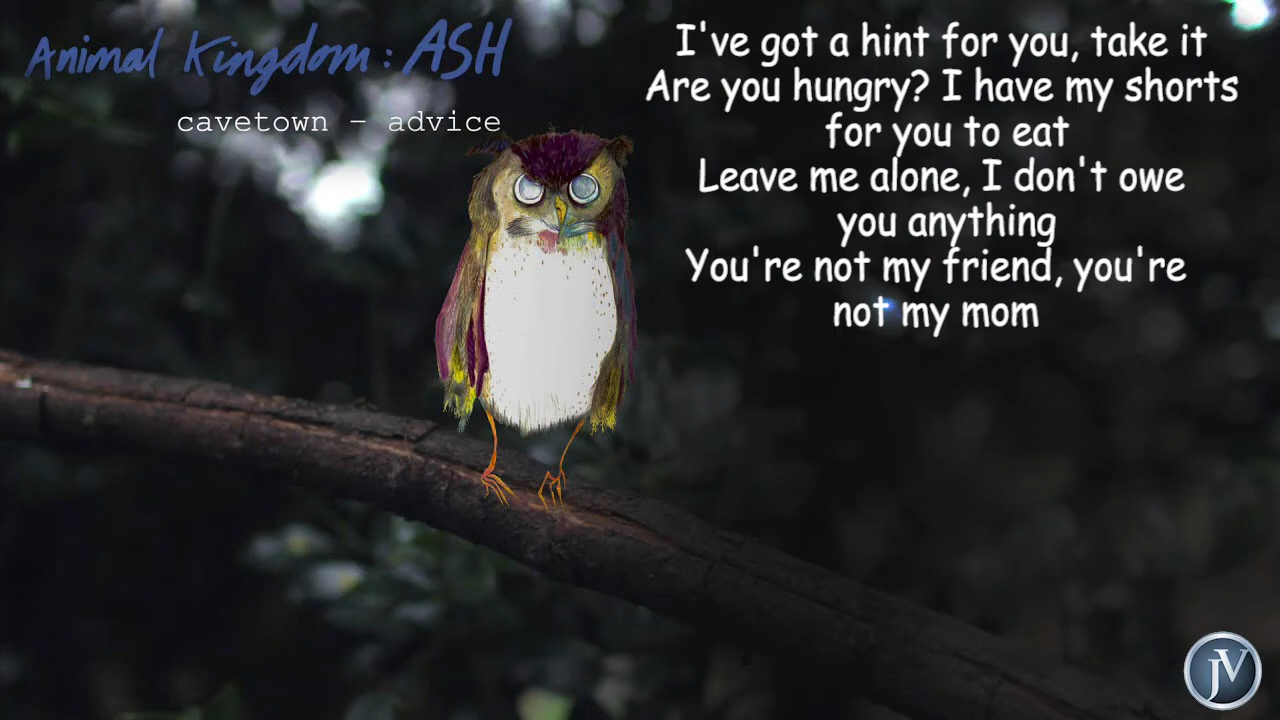 Animal Kingdom: ASH
cavetown - advice
I've got a hint for you, take it
Are you hungry? I have my shorts
for you to eat
Leave me alone, I don't owe
you anything
You're not my friend, you're
not my mom
JV